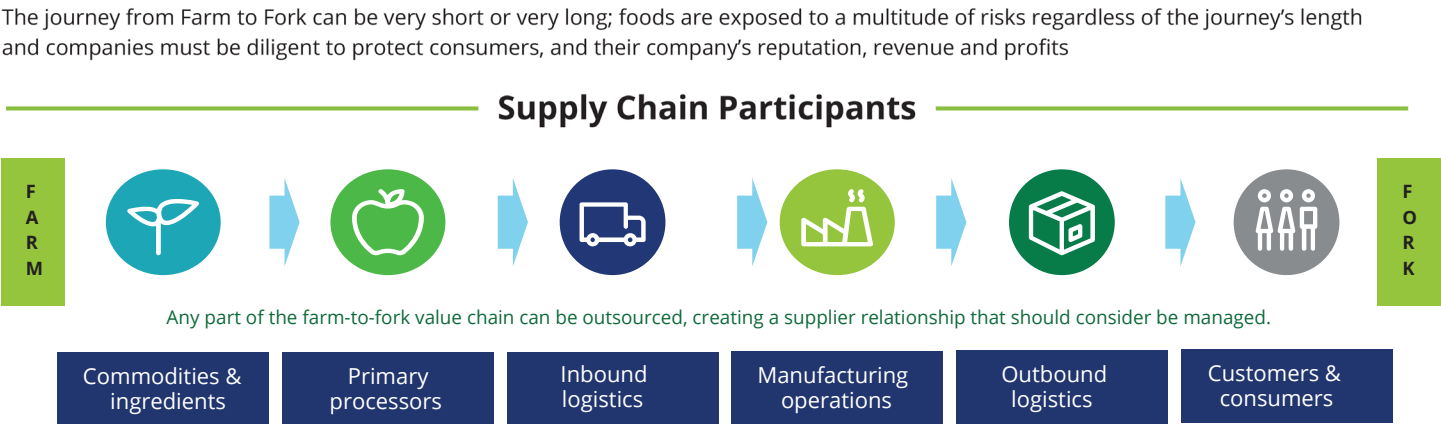 The journey from Farm to Fork can be very short or very long; foods are exposed to a multitude of risks regardless of the journey’s length
and companies must be diligent to protect consumers, and their company’s reputation, revenue and profits
Supply Chain Participants
F
A
R
M
F
O
R
K
Any part of the farm-to-fork value chain can be outsourced, creating a supplier relationship that should consider be managed.
Commodities &
ingredients
Primary
processors
Inbound
logistics
Manufacturing
operations
Outbound
logistics
Customers &
consumers